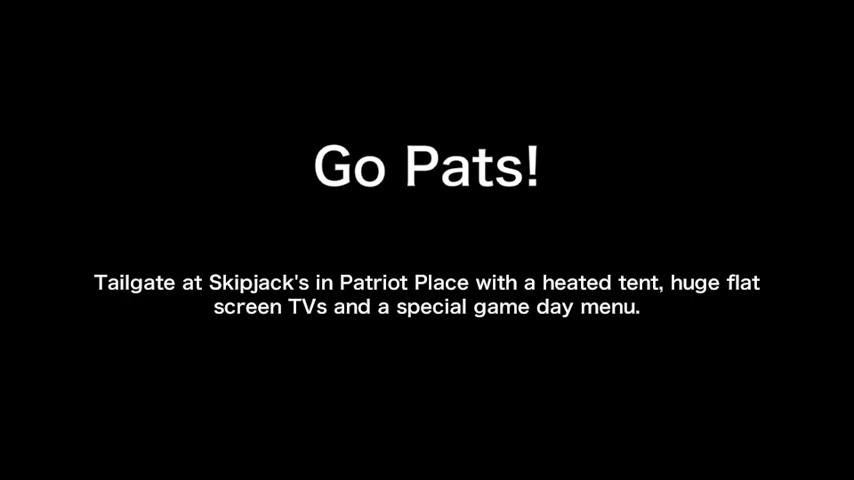 Go Pats!
Tailgate at Skipjack's in Patriot Place with a heated tent, huge flat
screen TVs and a special game day menu.